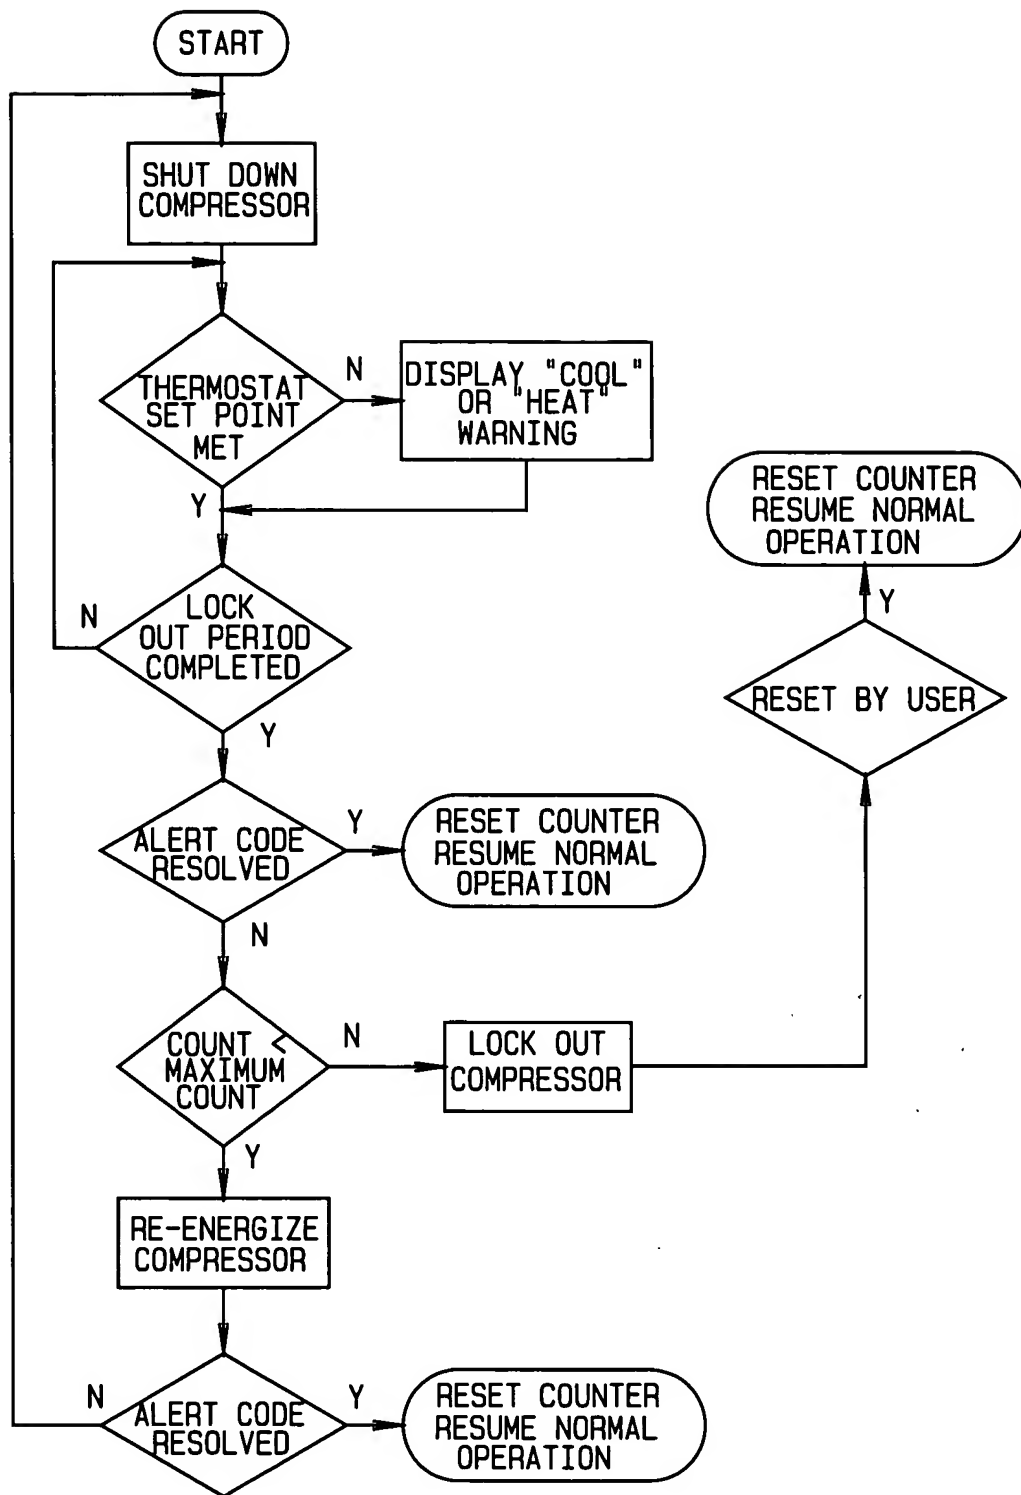 START
SHUT DOWN
COMPRESSOR
THERMOSTAT
SET POINT
MET
N
DISPLAY "COOL"
OR "HEAT"
WARNING
Y
LOCK
OUT PERIOD
COMPLETED
N
Y
ALERT CODE
RESOLVED
Y
RESET COUNTER
RESUME NORMAL
OPERATION
N
COUNT <
MAXIMUM
COUNT
N
LOCK OUT
COMPRESSOR
RESET BY USER
Y
RESET COUNTER
RESUME NORMAL
OPERATION
Y
RE-ENERGIZE
COMPRESSOR
ALERT CODE
RESOLVED
N
Y
RESET COUNTER
RESUME NORMAL
OPERATION